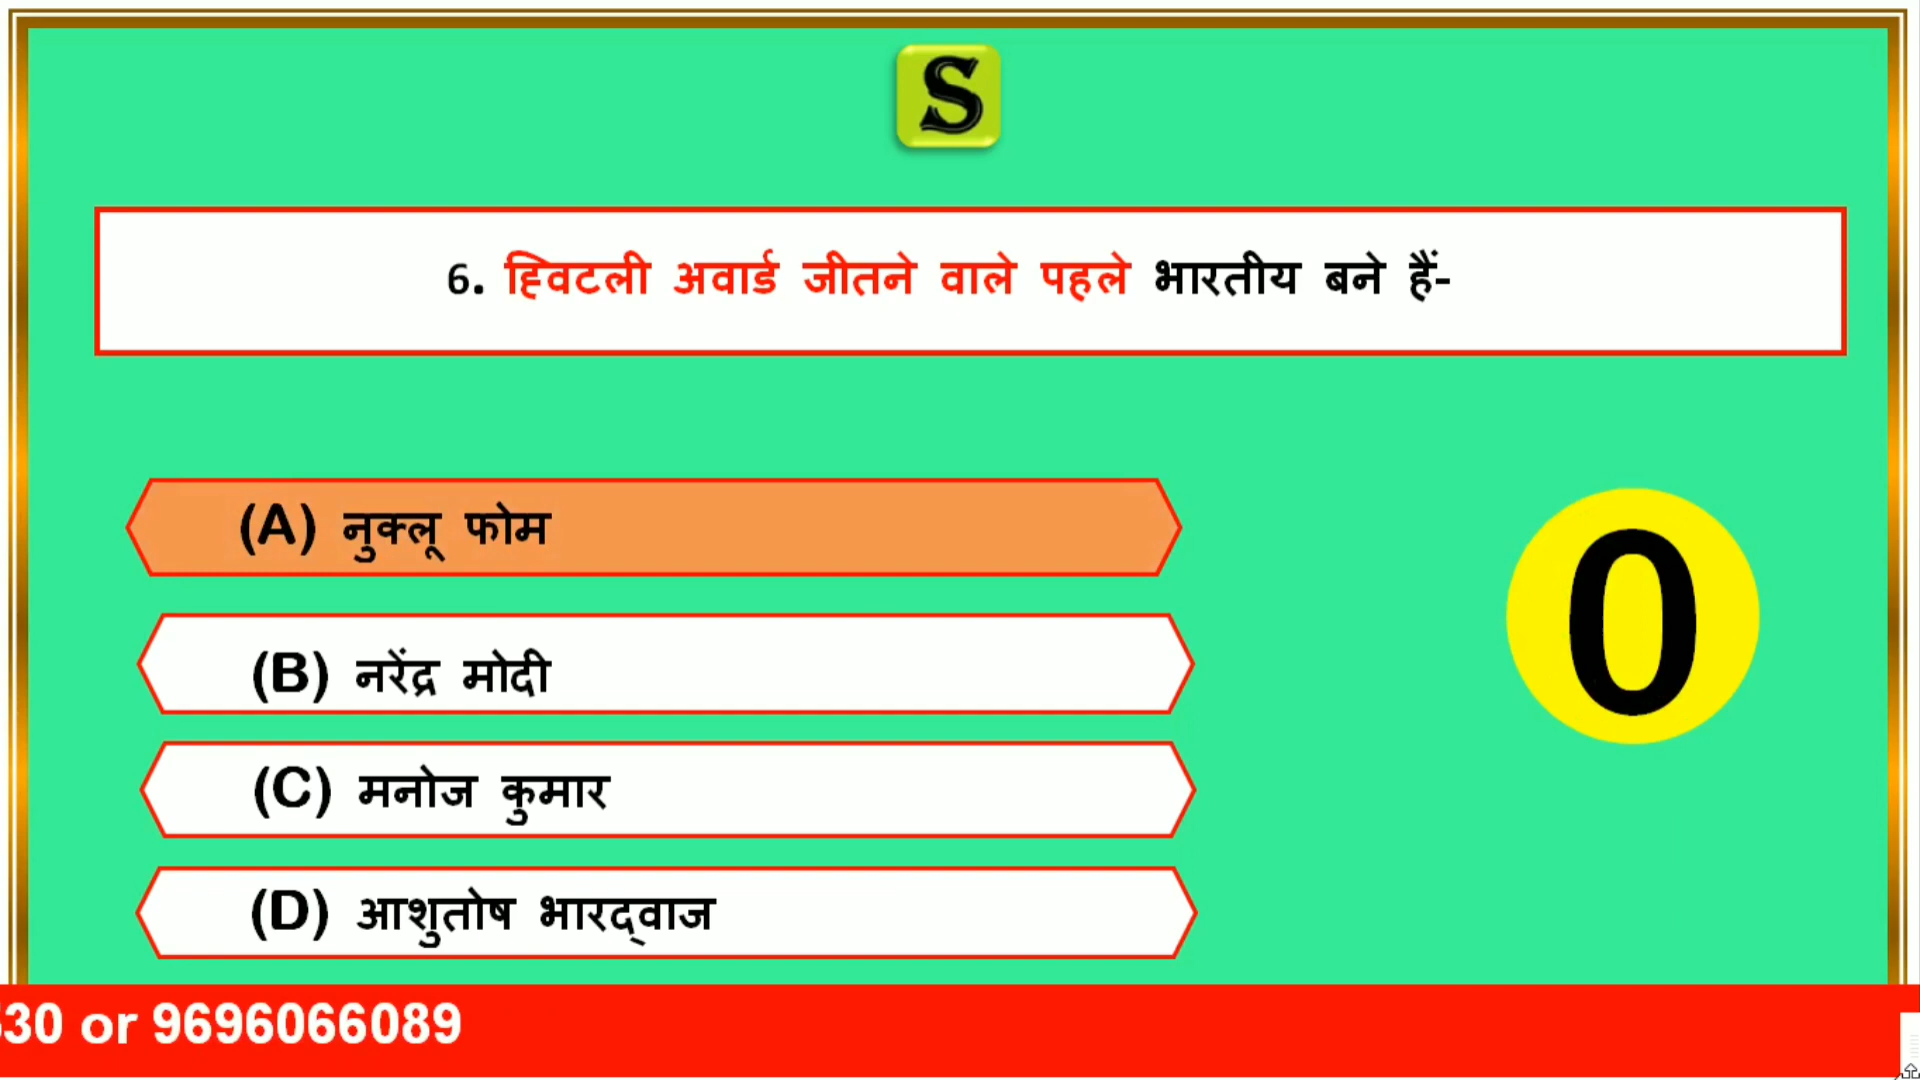 S
6. ह्विटली अवार्ड जीतने वाले पहले भारतीय बने हैं-
(A) नुक्लू फोम
(B) नरेंद्र मोदी
0
(C) मनोज कुमार
(D) आशुतोष भारद्वाज
30 or 9696066089